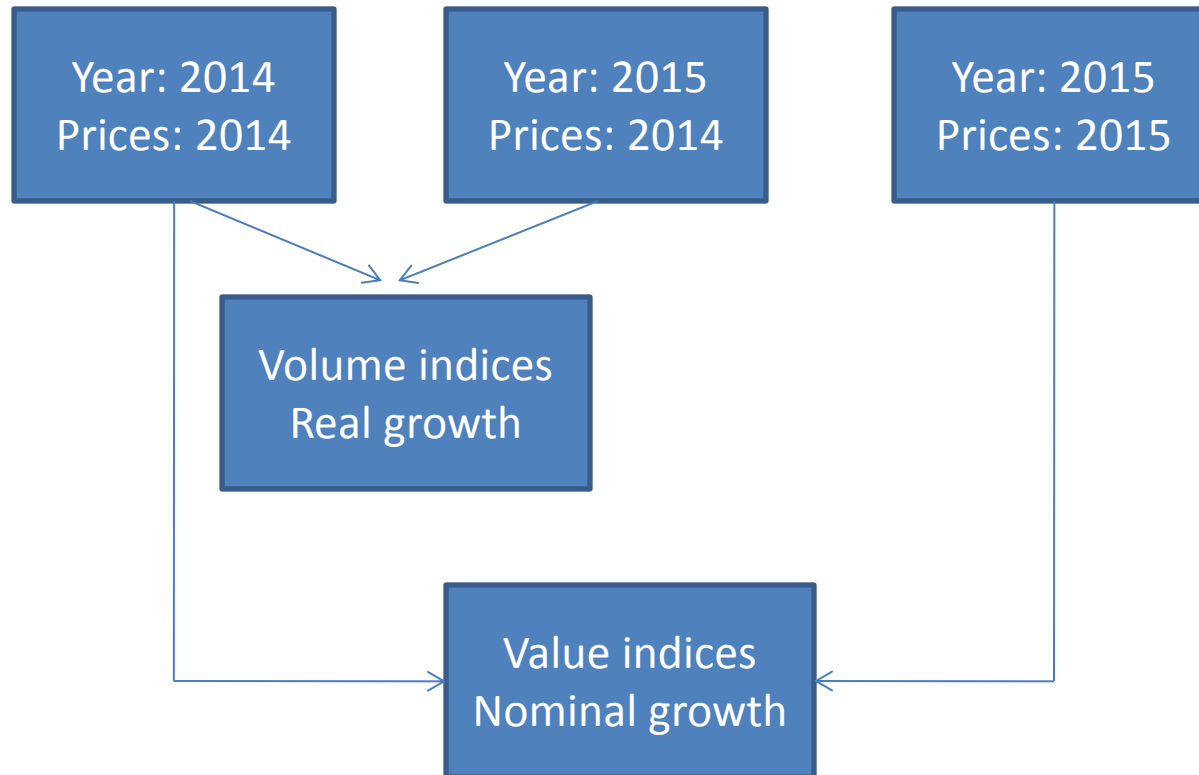 Year: 2014
Prices: 2014
Year: 2015
Prices: 2014
Year: 2015
Prices: 2015
Volume indices
Real growth
Value indices
Nominal growth